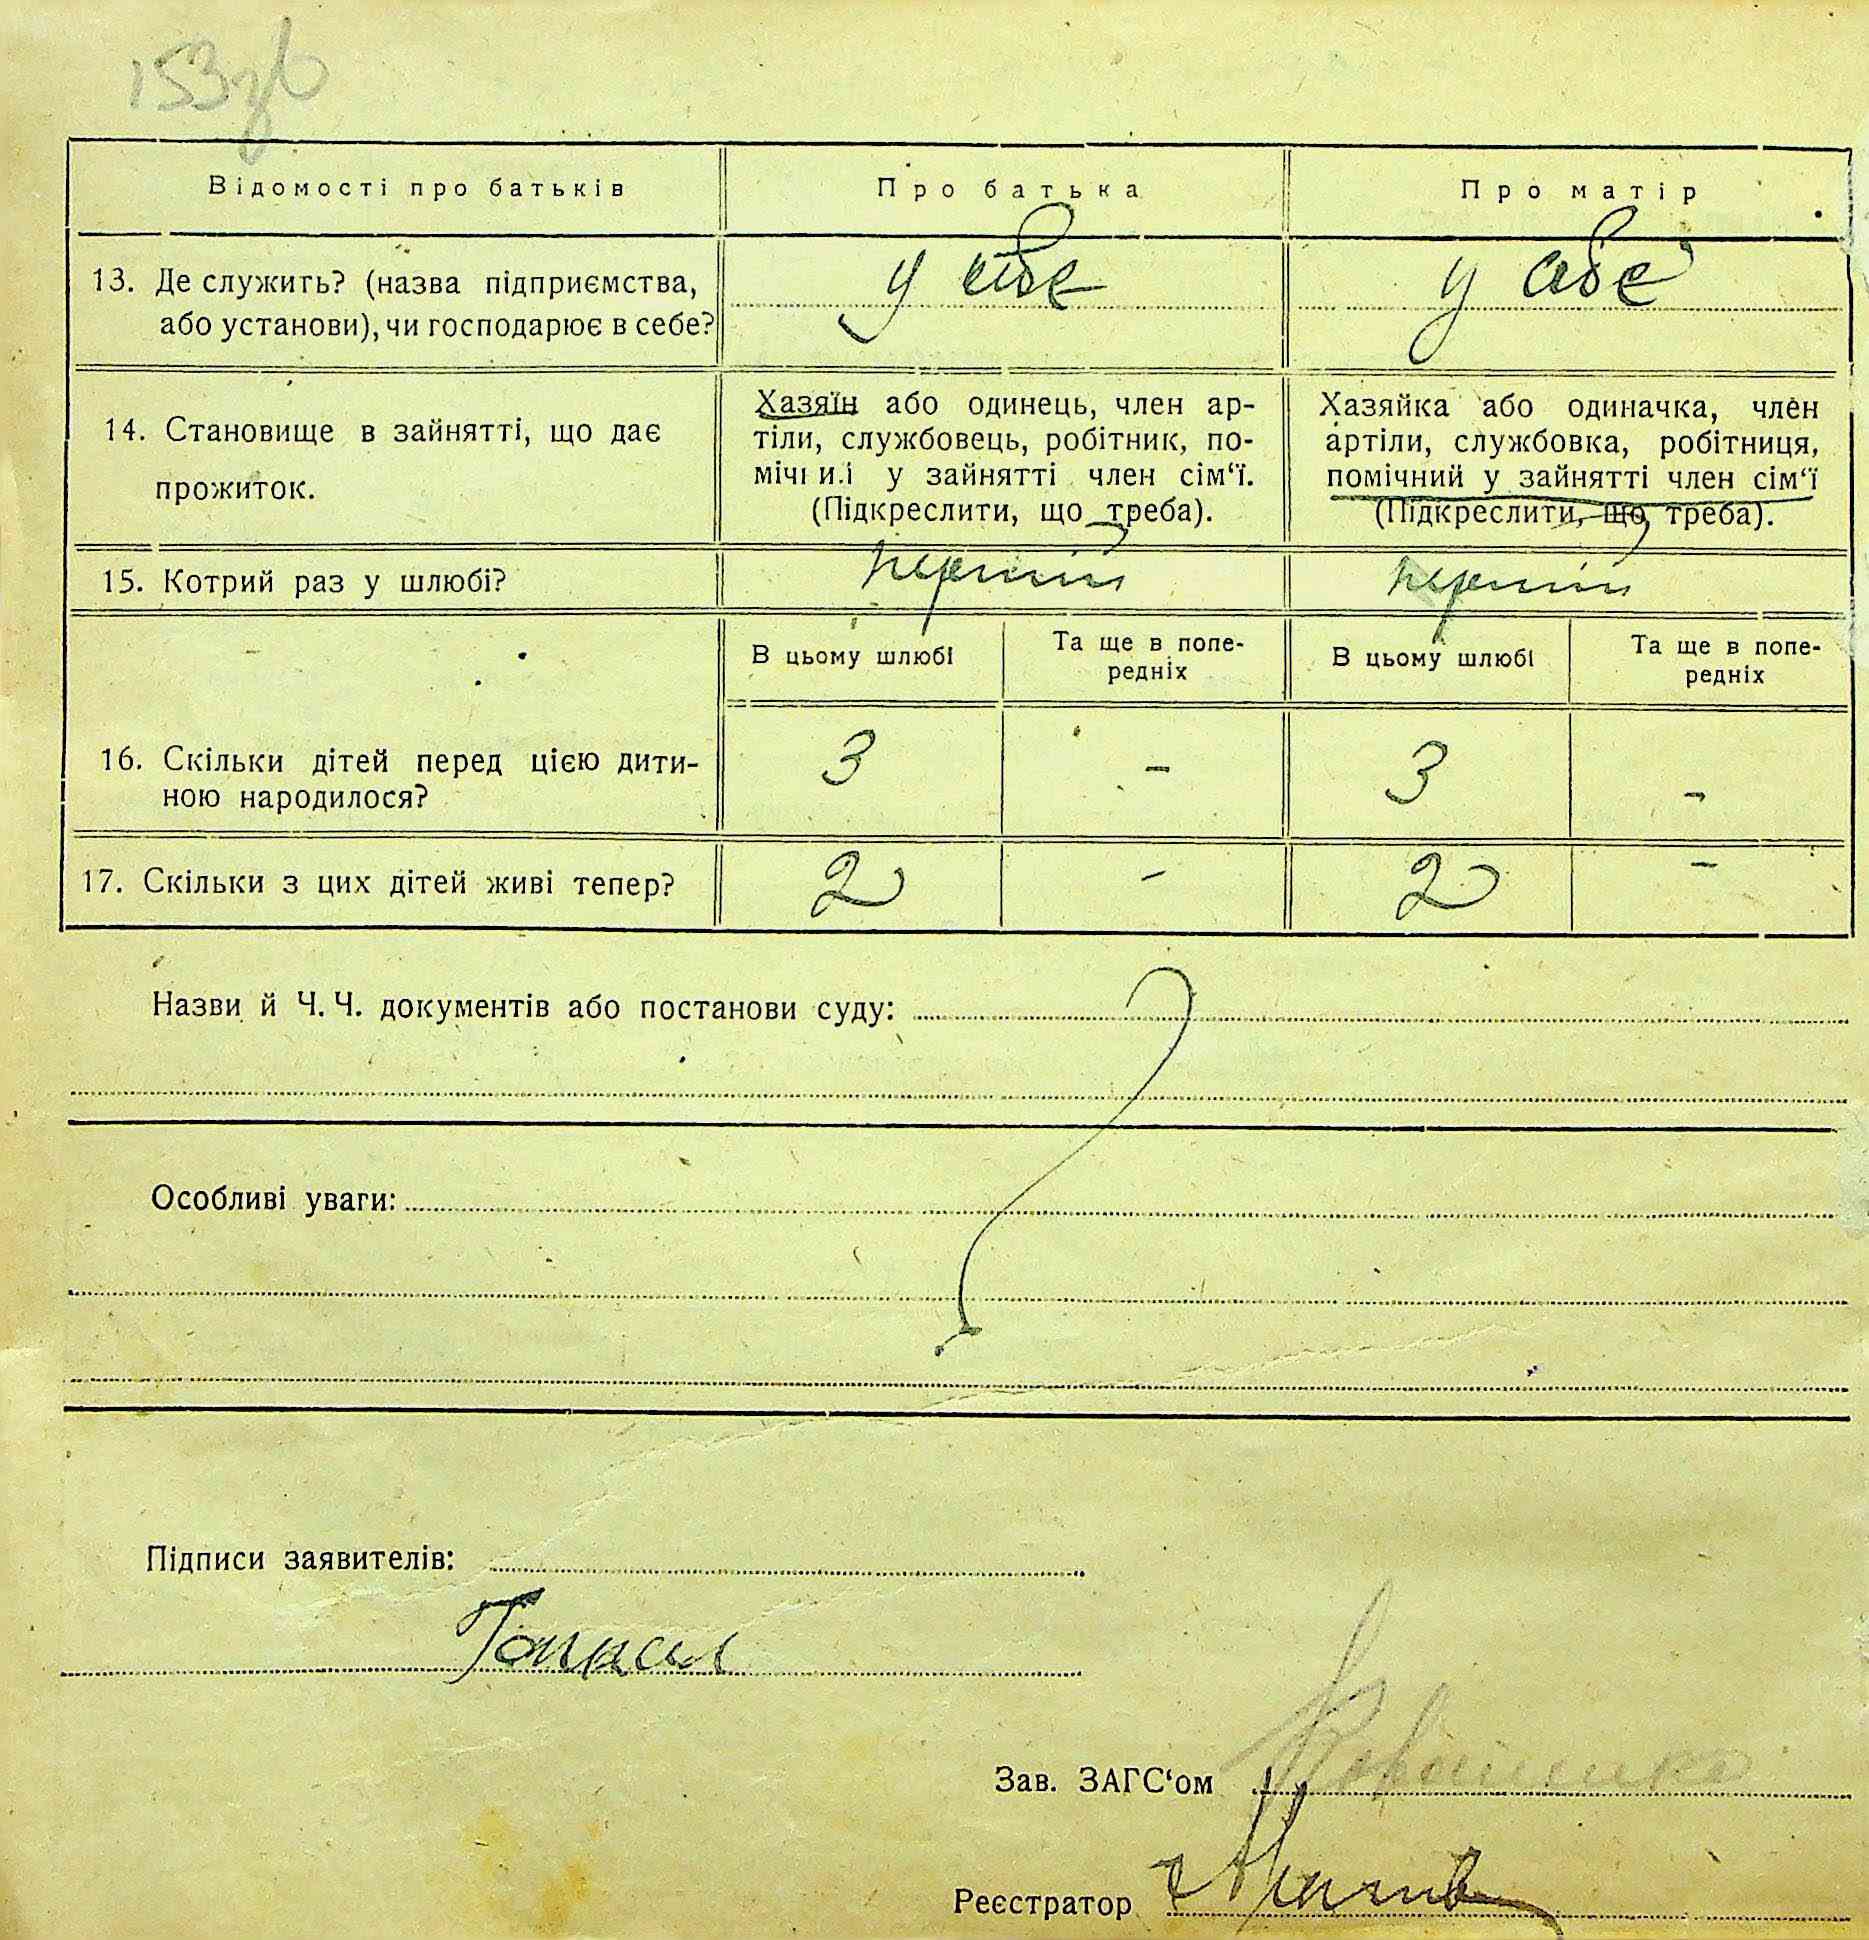 153зв
Відомості про батьків
Про батька
Про матір
13. Де служить? (назва підприємства,
або установи), чи господарює в себе?
у себе
у себе
14. Становище в зайнятті, що дає
прожиток.
Хазяїн або одинець, член ар-
тіли, службовець, робітник, по-
мічн и.і у зайнятті член сім‘ї.
(Підкреслити, що треба).
Хазяйка або одиначка, член
артіли, службовка, робітниця,
помічний у зайнятті член сім‘ї
(Підкреслити, що треба).
15. Котрий раз у шлюбі?
перший
перший
В цьому шлюбі
Та ще в попе-
редніх
В цьому шлюбі
Та ще в попе-
редніх
16. Скільки дітей перед цією дити-
ною народилося?
3 - 3 -
17. Скільки з цих дітей живі тепер?
2 - 2 -
Назви й Ч. Ч. документів або постанови суду:
Особливі уваги:
Підписи заявителів:
Зав. ЗАГС‘ом
Реєстратор